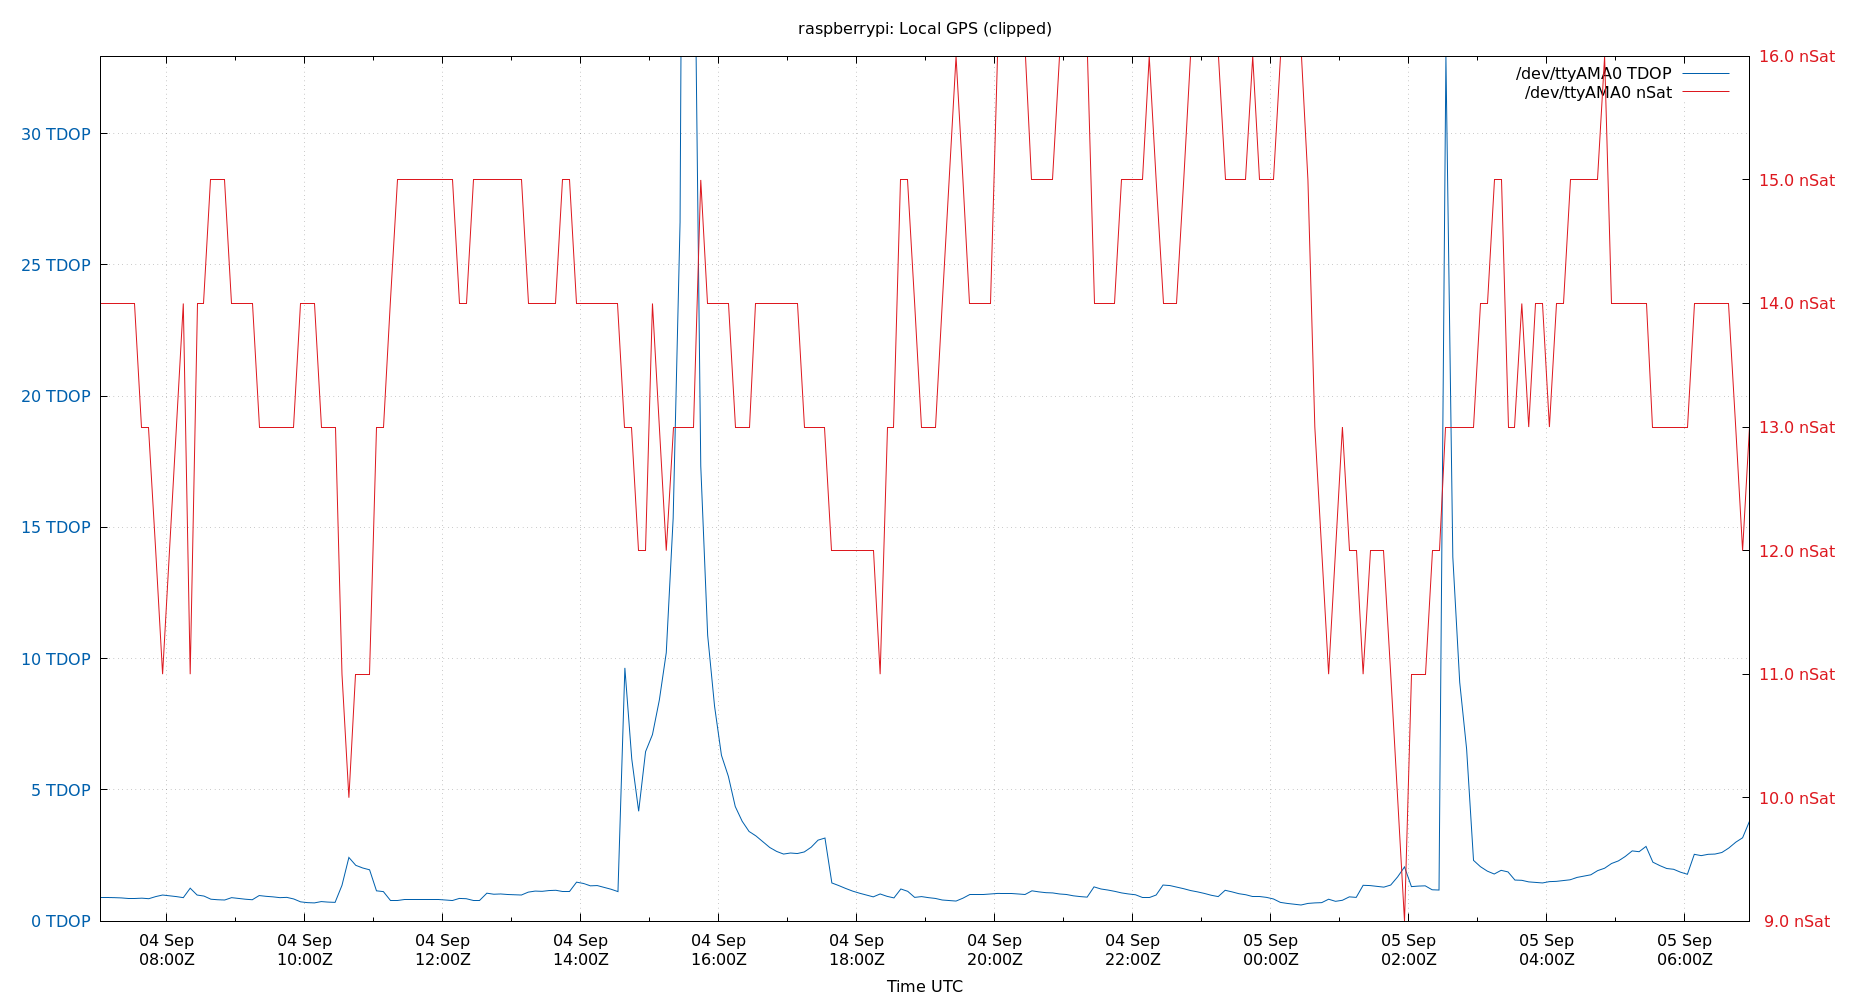 raspberrypi: Local GPS (clipped)
/dev/ttyAMA0 TDOP
/dev/ttyAMA0 nSat
30 TDOP
25 TDOP
20 TDOP
15 TDOP
10 TDOP
5 TDOP
0 TDOP
16.0 nSat
15.0 nSat
14.0 nSat
13.0 nSat
12.0 nSat
11.0 nSat
10.0 nSat
9.0 nSat
04 Sep
08:00Z
04 Sep
10:00Z
04 Sep
12:00Z
04 Sep
14:00Z
04 Sep
16:00Z
04 Sep
18:00Z
04 Sep
20:00Z
04 Sep
22:00Z
05 Sep
00:00Z
05 Sep
02:00Z
05 Sep
04:00Z
05 Sep
06:00Z
Time UTC